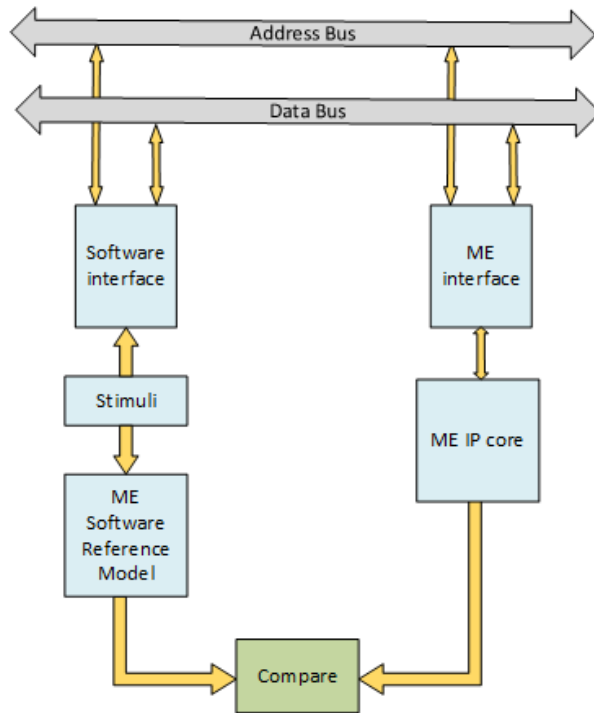 Address Bus
Data Bus
Software
interface
ME
interface
Stimuli
ME IP core
ME
Software
Reference
Model
Compare